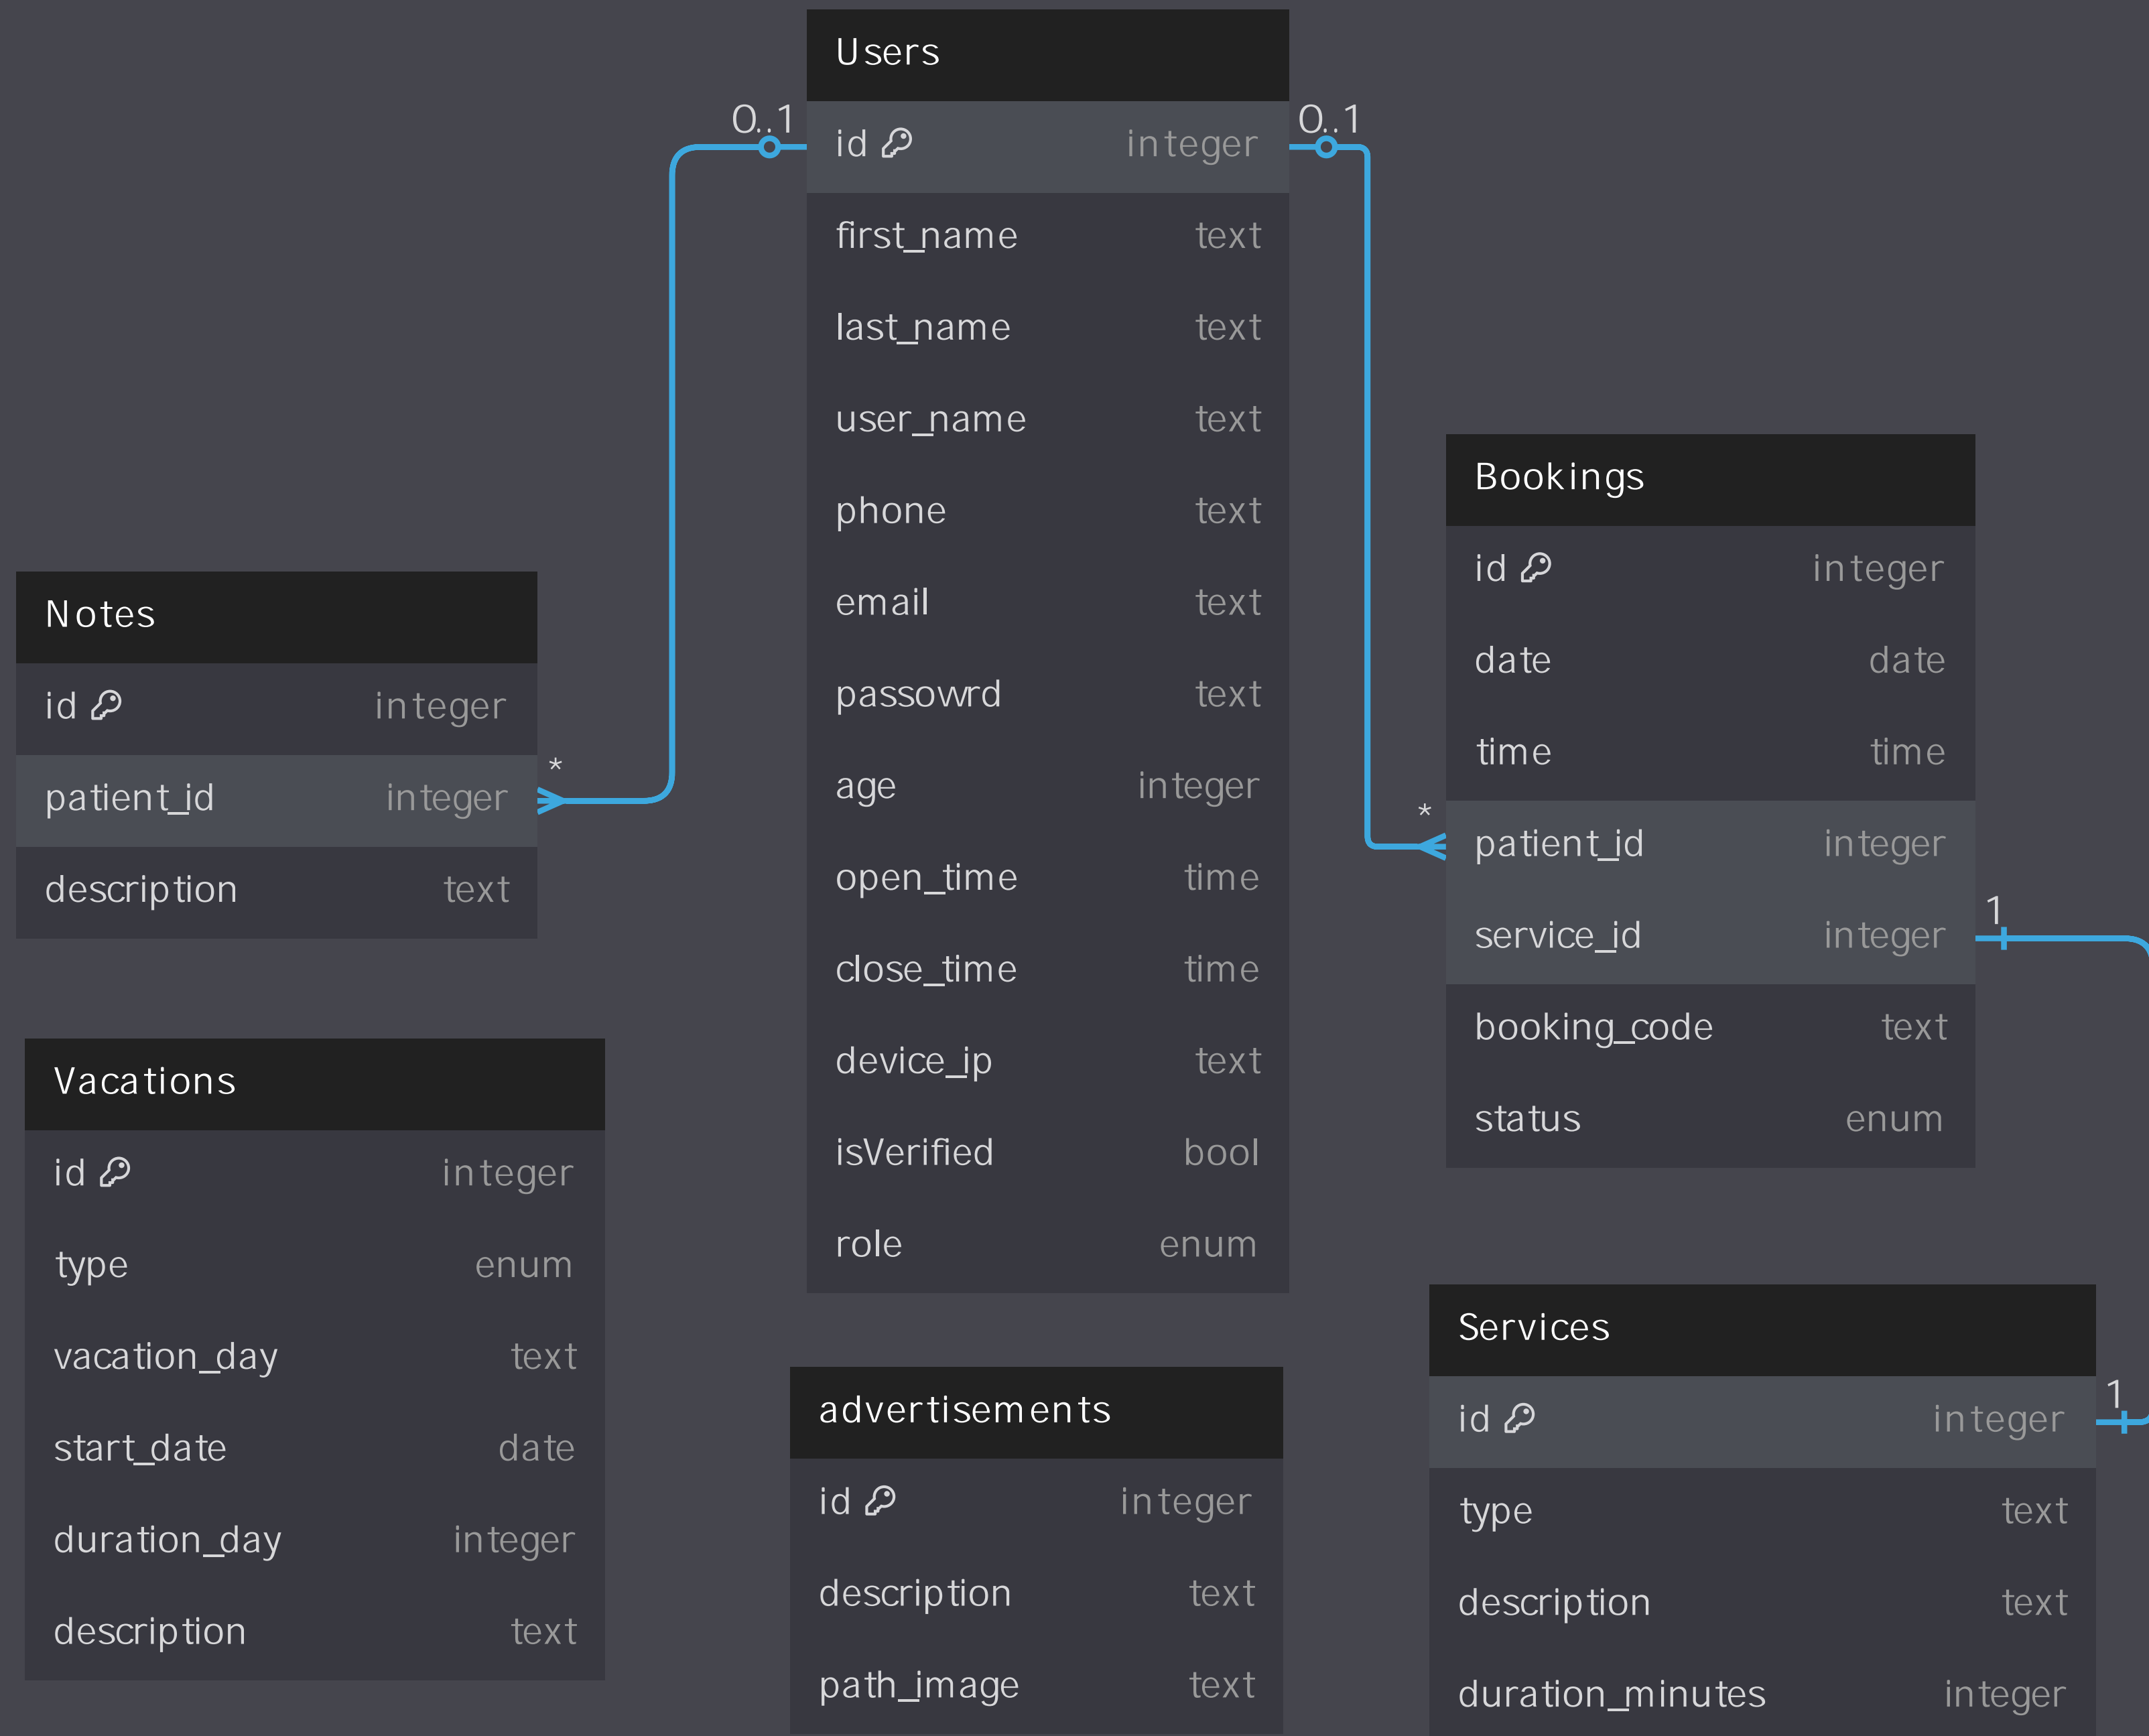 Users
0..1
0..1
id integer
first_name text
last_name text
user_name text
phone text
email text
passowrd text
age integer
open_time time
close_time time
device_ip text
isVerified bool
role enum
Bookings
id integer
date date
time time
*
patient_id integer
service_id integer
1
booking_code text
status enum
Notes
id integer
*
patient_id integer
description text
Vacations
id integer
type enum
vacation_day text
start_date date
duration_day integer
description text
advertisements
id integer
description text
path_image text
Services
id integer
1
type text
description text
duration_minutes integer